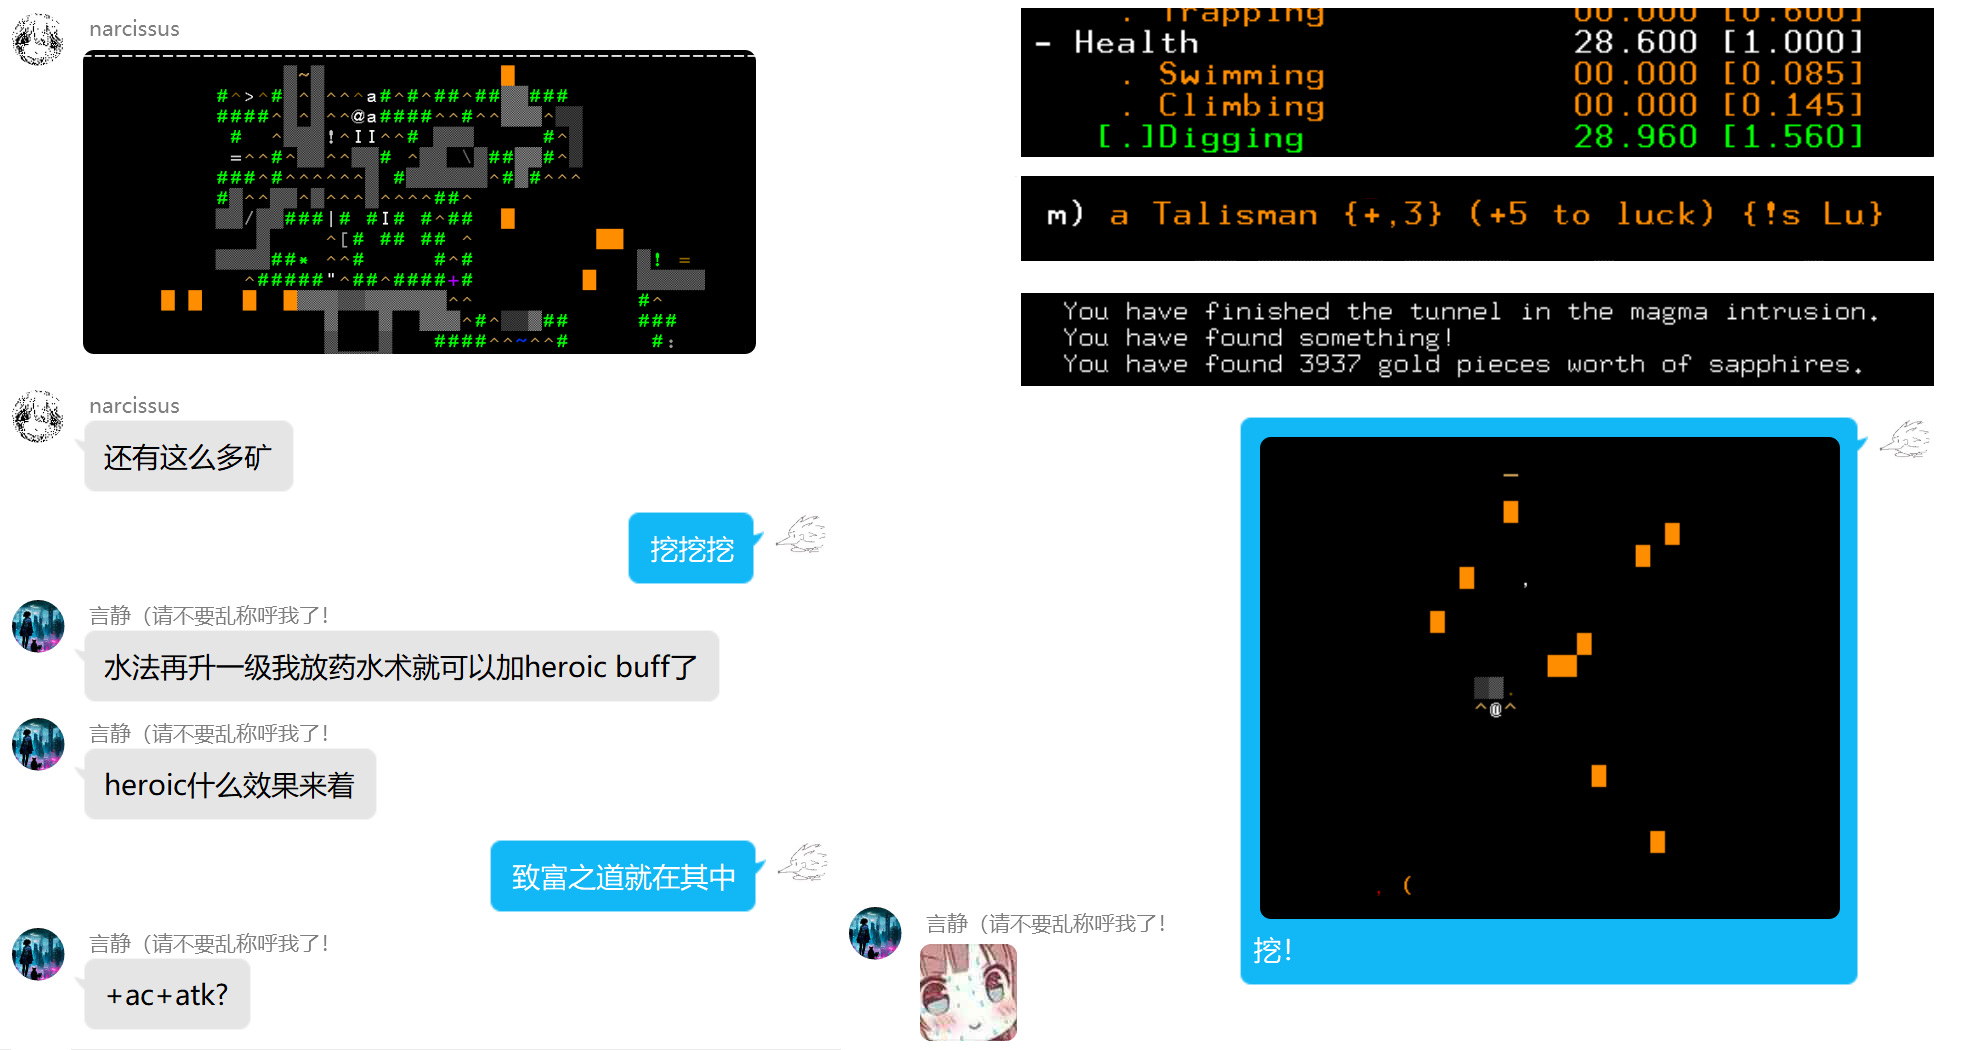 narcissus
narcissus
还有这么多矿
挖挖挖
言静（请不要乱称呼我了！
水法再升一级我放药水术就可以加heroic buff了
言静（请不要乱称呼我了！
heroic什么效果来着
致富之道就在其中
言静（请不要乱称呼我了！
+ac+atk?
. Trapping 00.000 [0.600]
- Health 28.600 [1.000]
. Swimming 00.000 [0.085]
. Climbing 00.000 [0.145]
[.]Digging 28.960 [1.560]
m) a Talisman {+,3} (+5 to luck) {!s Lu}
You have finished the tunnel in the magma intrusion.
You have found something!
You have found 3937 gold pieces worth of sapphires.
挖！
言静（请不要乱称呼我了！